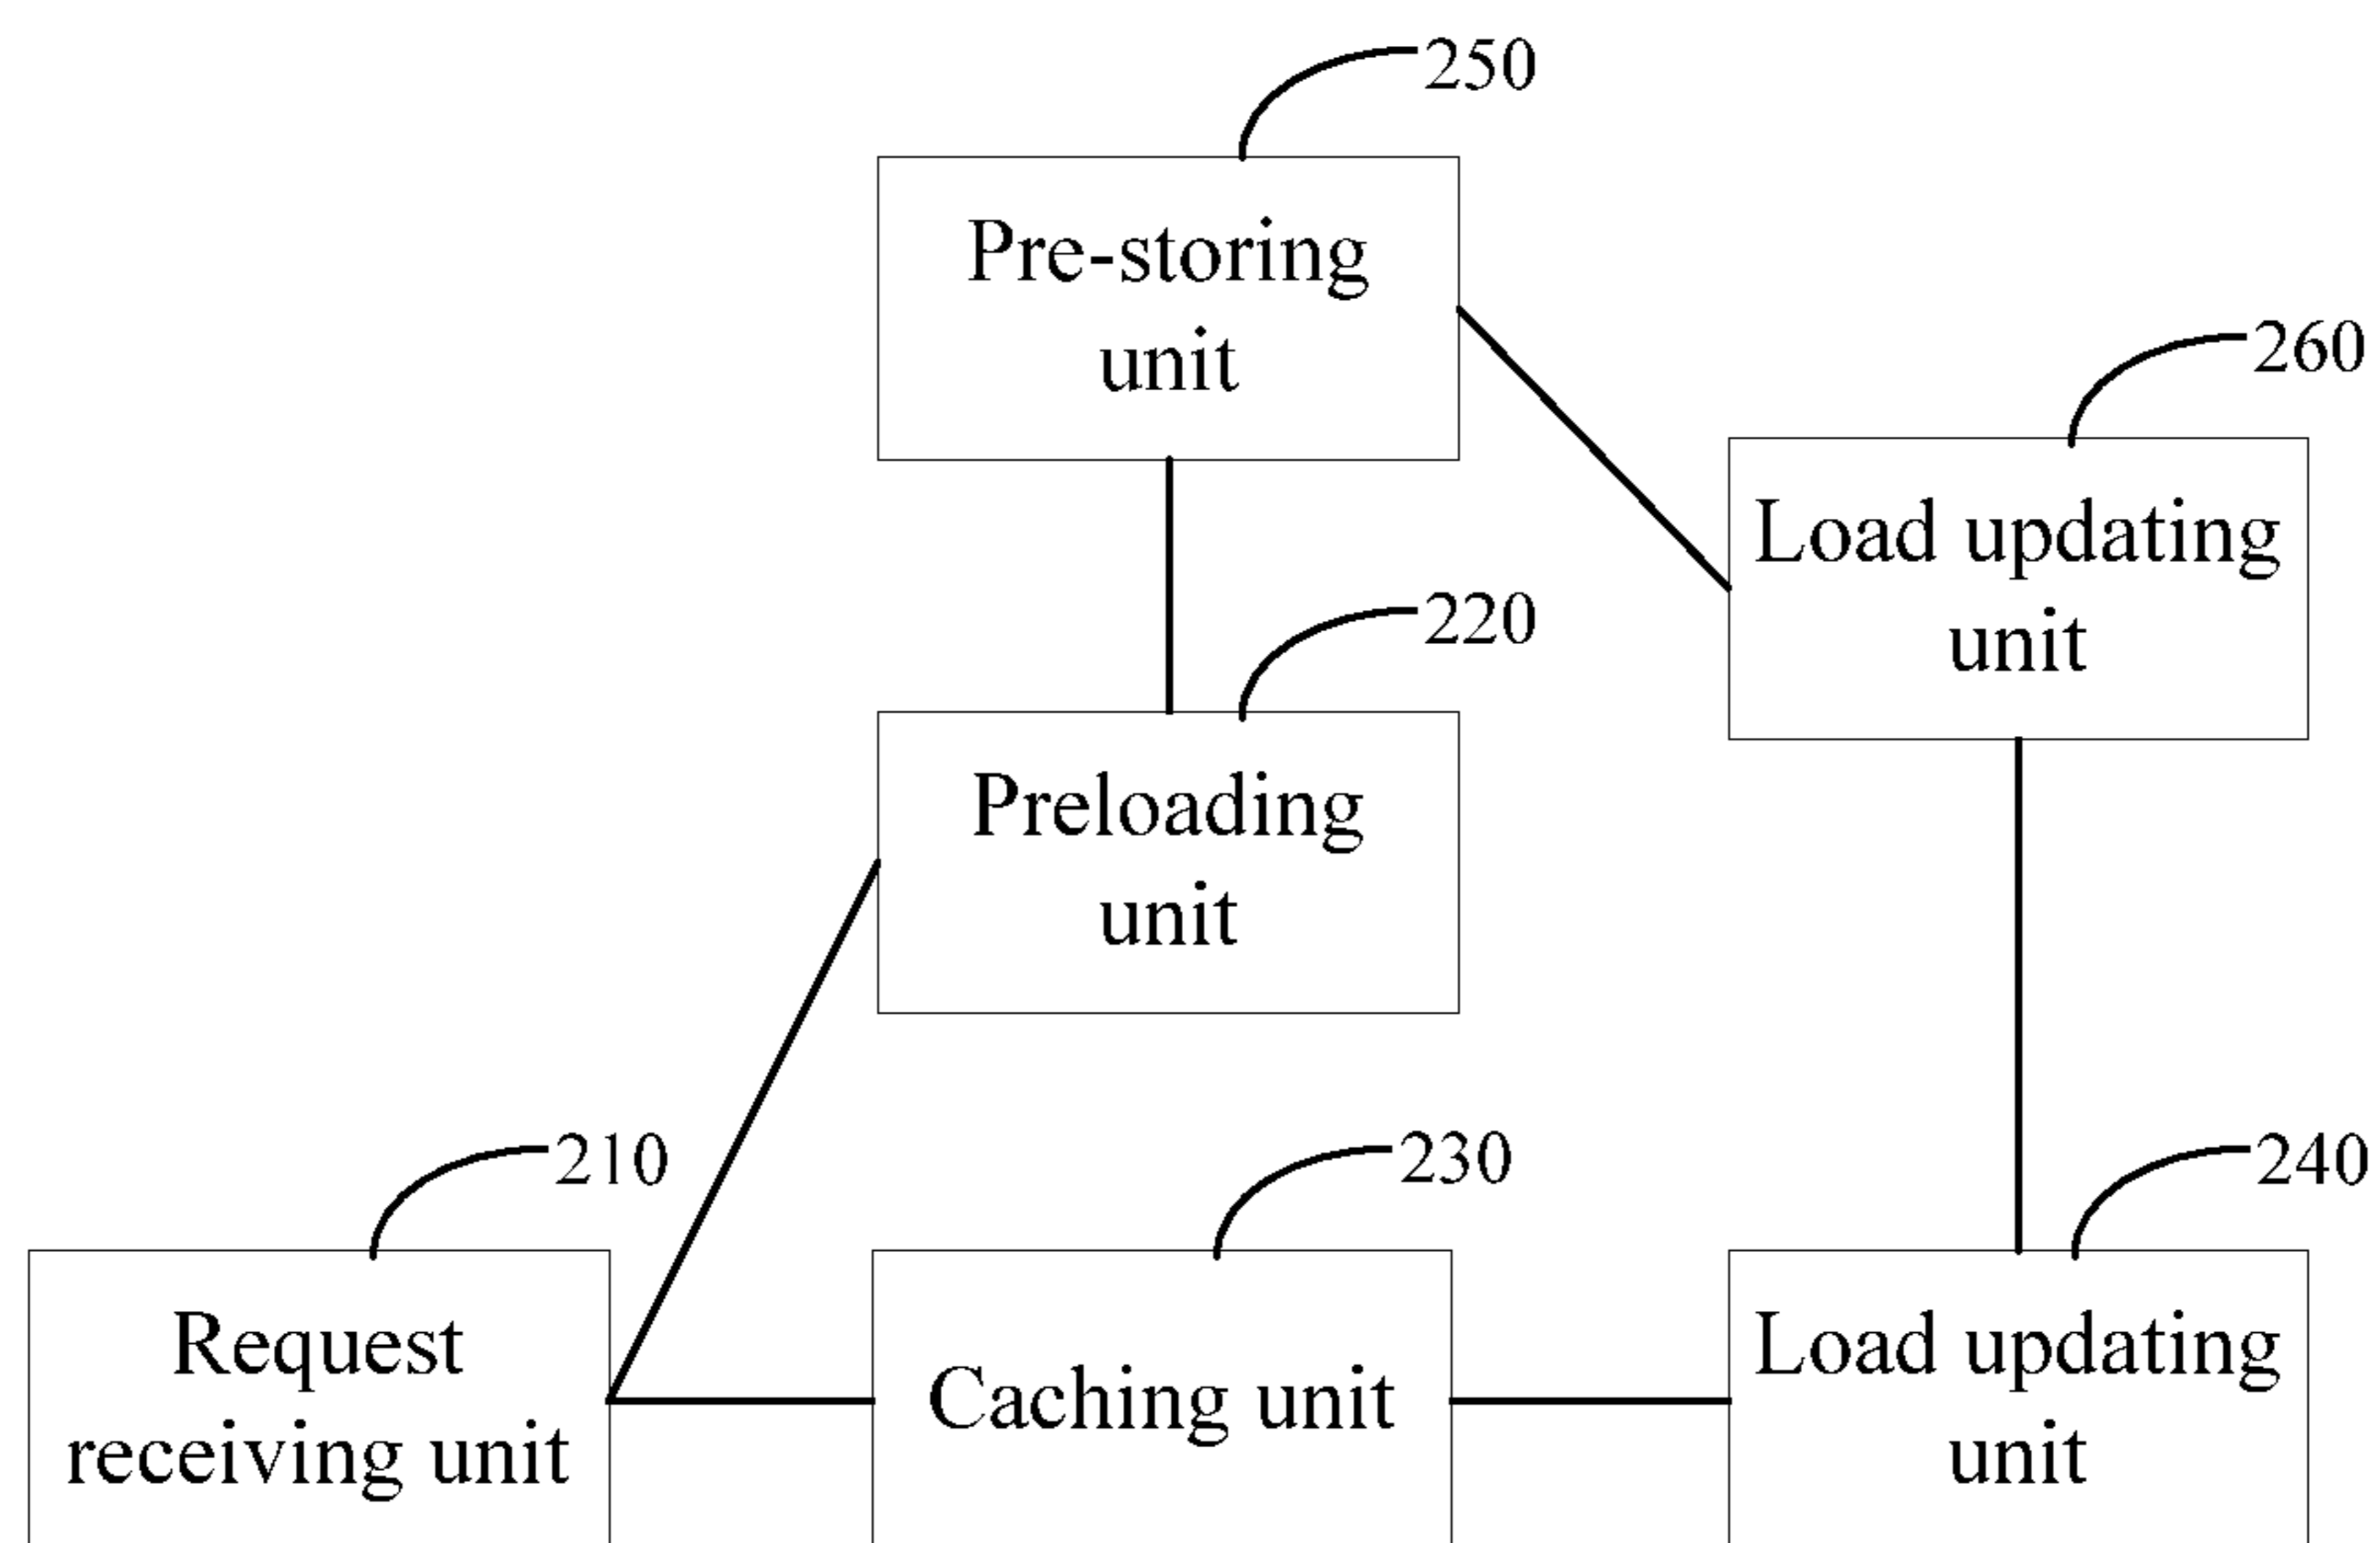 250
Pre-storing
unit
260
Load updating
unit
220
Preloading
unit
210
Request
receiving unit
230
Caching unit
240
Load updating
unit